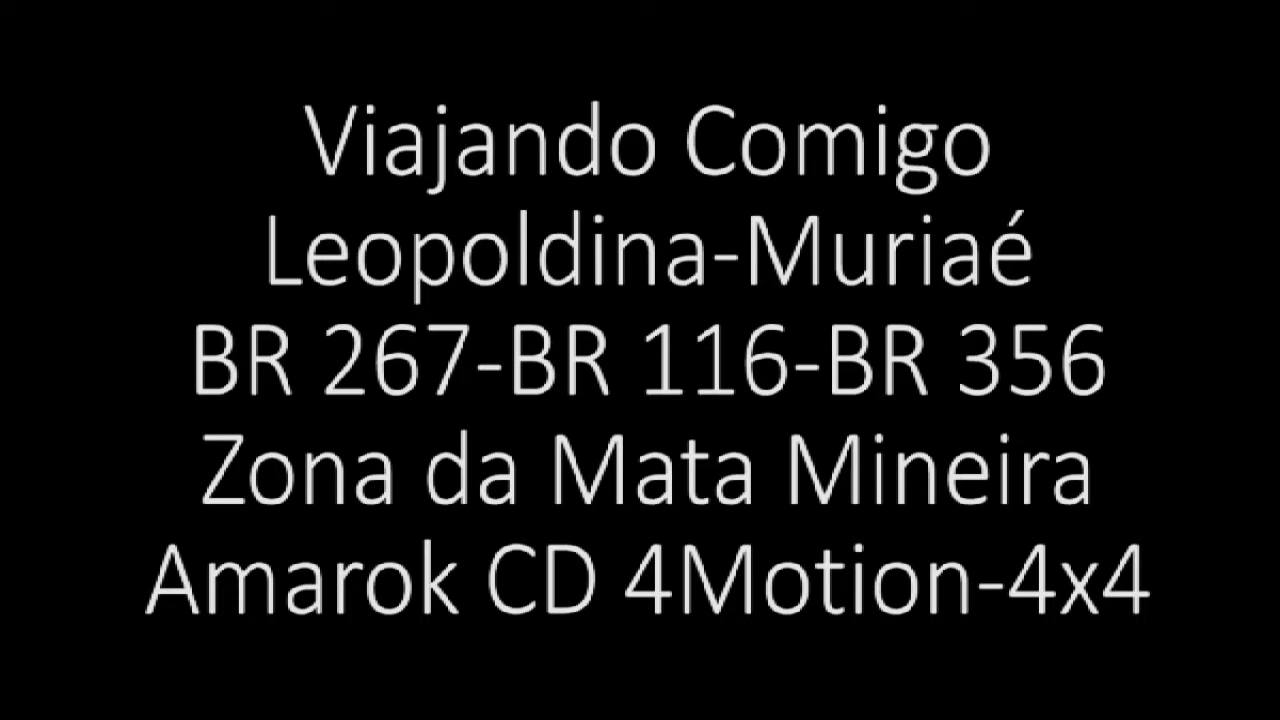 Viajando Comigo
Leopoldina-Muriaé
BR 267-BR 116-BR 356
Zona da Mata Mineira
Amarok CD 4Motion-4x4